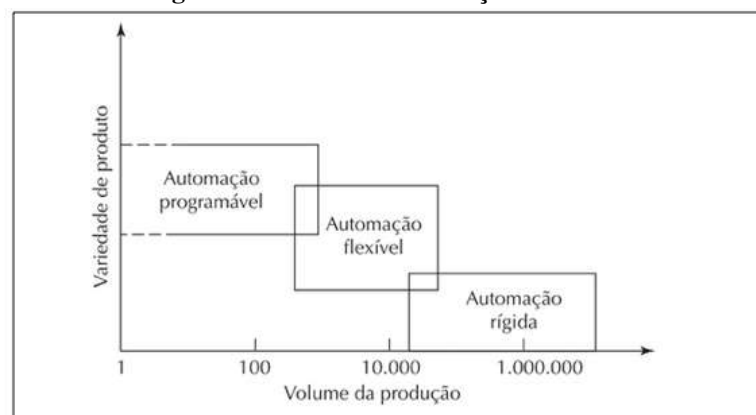 Variedade de produto
Automação
programável
Automação
flexível
Automação
rígida
1
100
10.000
1.000.000
Volume da produção